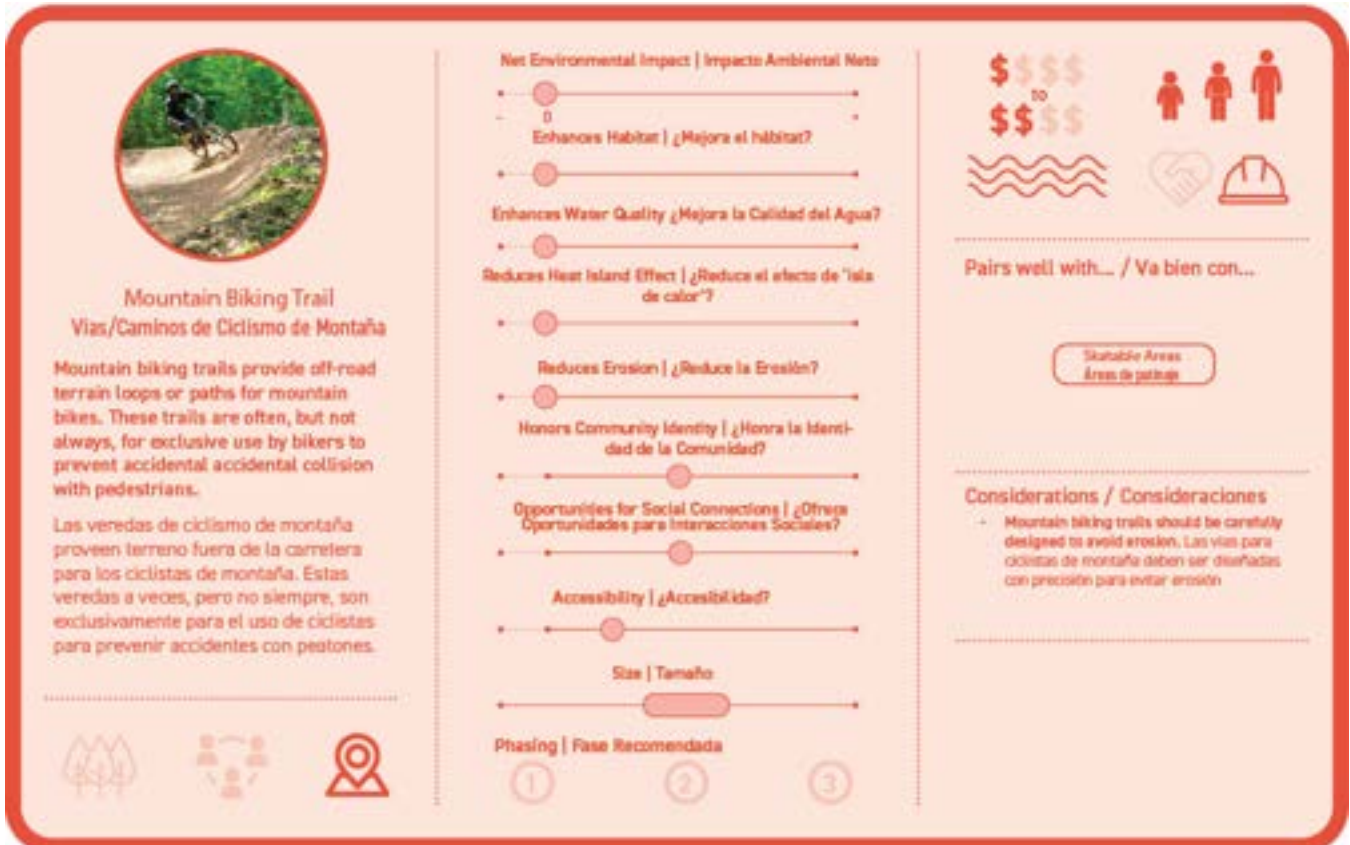 Mountain Biking Trail
Vias/Caminos de Ciclismo de Montaña
Mountain biking trails provide off-road
terrain loops or paths for mountain
bikes. These trails are often, but not
always, for exclusive use by bikers to
prevent accidental accidental collision
with pedestrians.
Las veredas de ciclismo de montaña
proveen terreno fuera de la carretera
para los ciclistas de montaña. Estas
veredas a veces, pero no siempre, son
exclusivamente para el uso de ciclistas
para prevenir accidentes con peatones.
Net Environmental Impact | Impacto Ambiental Neto
- 0 +
Enhances Habitat | ¿Mejora el hábitat?
Enhances Water Quality ¿Mejora la Calidad del Agua?
Reduces Heat Island Effect | ¿Reduce el efecto de "isla
de calor"?
Reduces Erosion | ¿Reduce la Erosión?
Honors Community Identity | ¿Honra la Identi-
dad de la Comunidad?
Opportunities for Social Connections | ¿Ofrece
Oportunidades para Interacciones Sociales?
Accessibility | ¿Accesibilidad?
Size | Tamaño
Phasing | Fase Recomendada
1 2 3
$$$$
TO
$$$$
Pairs well with... / Va bien con...
Skatable Areas
Áreas de patinaje
Considerations / Consideraciones
- Mountain biking trails should be carefully
designed to avoid erosion. Las vías para
ciclistas de montaña deben ser diseñadas
con precisión para evitar erosión